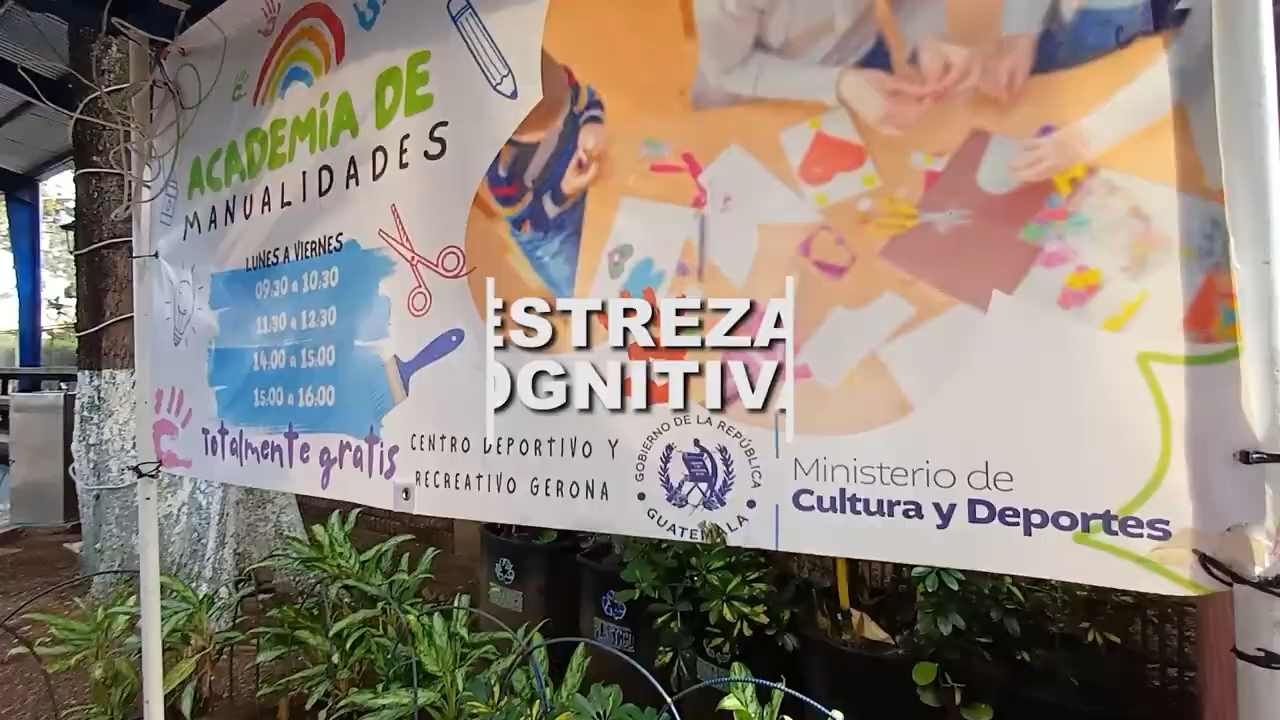 ACADEMÍA DE
MANUALIDADES
LUNES A VIERNES
09:30 a 10:30
11:30 a 12:30
14:00 a 15:00
15:00 a 16:00
Totalmente gratis
CENTRO DEPORTIVO Y
RECREATIVO GERONA
ESTREZA
OGNITIV
GOBIERNO DE LA REPÚBLICA
GUATEMALA
Ministerio de
Cultura y Deportes